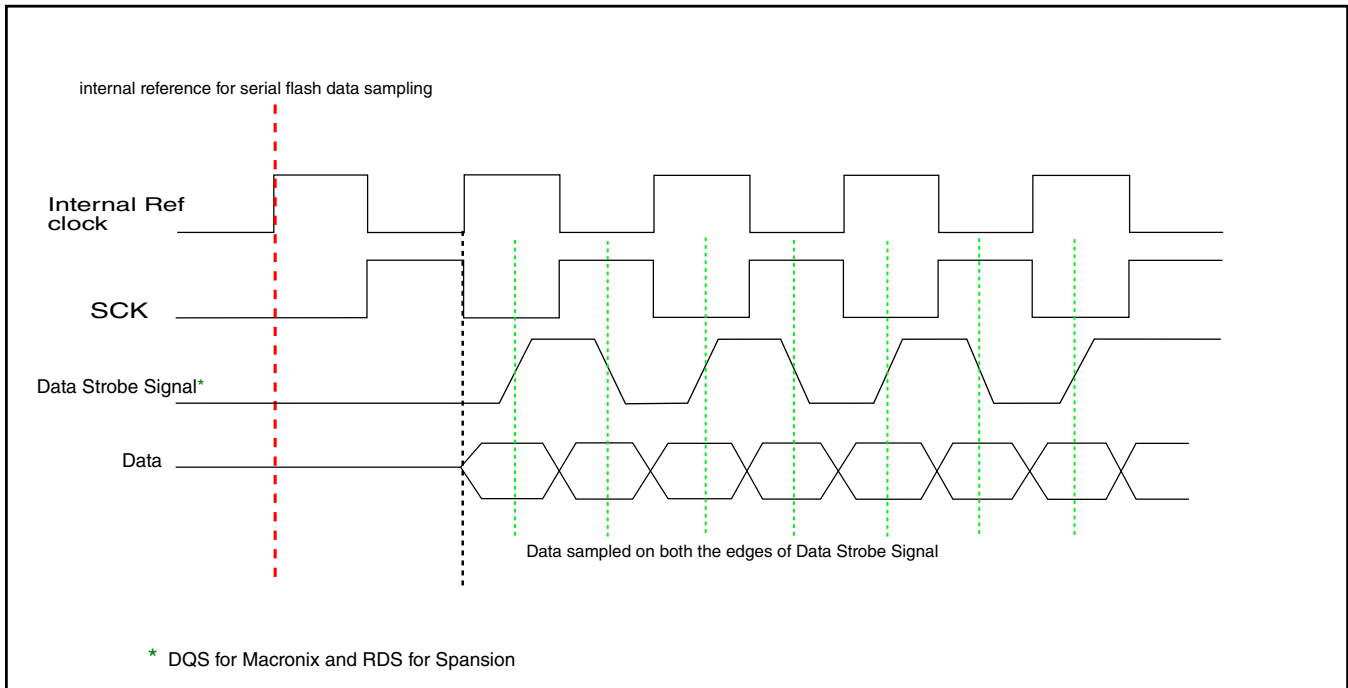 internal reference for serial flash data sampling
Internal Ref
clock
SCK
Data Strobe Signal*
Data
Data sampled on both the edges of Data Strobe Signal
* DQS for Macronix and RDS for Spansion